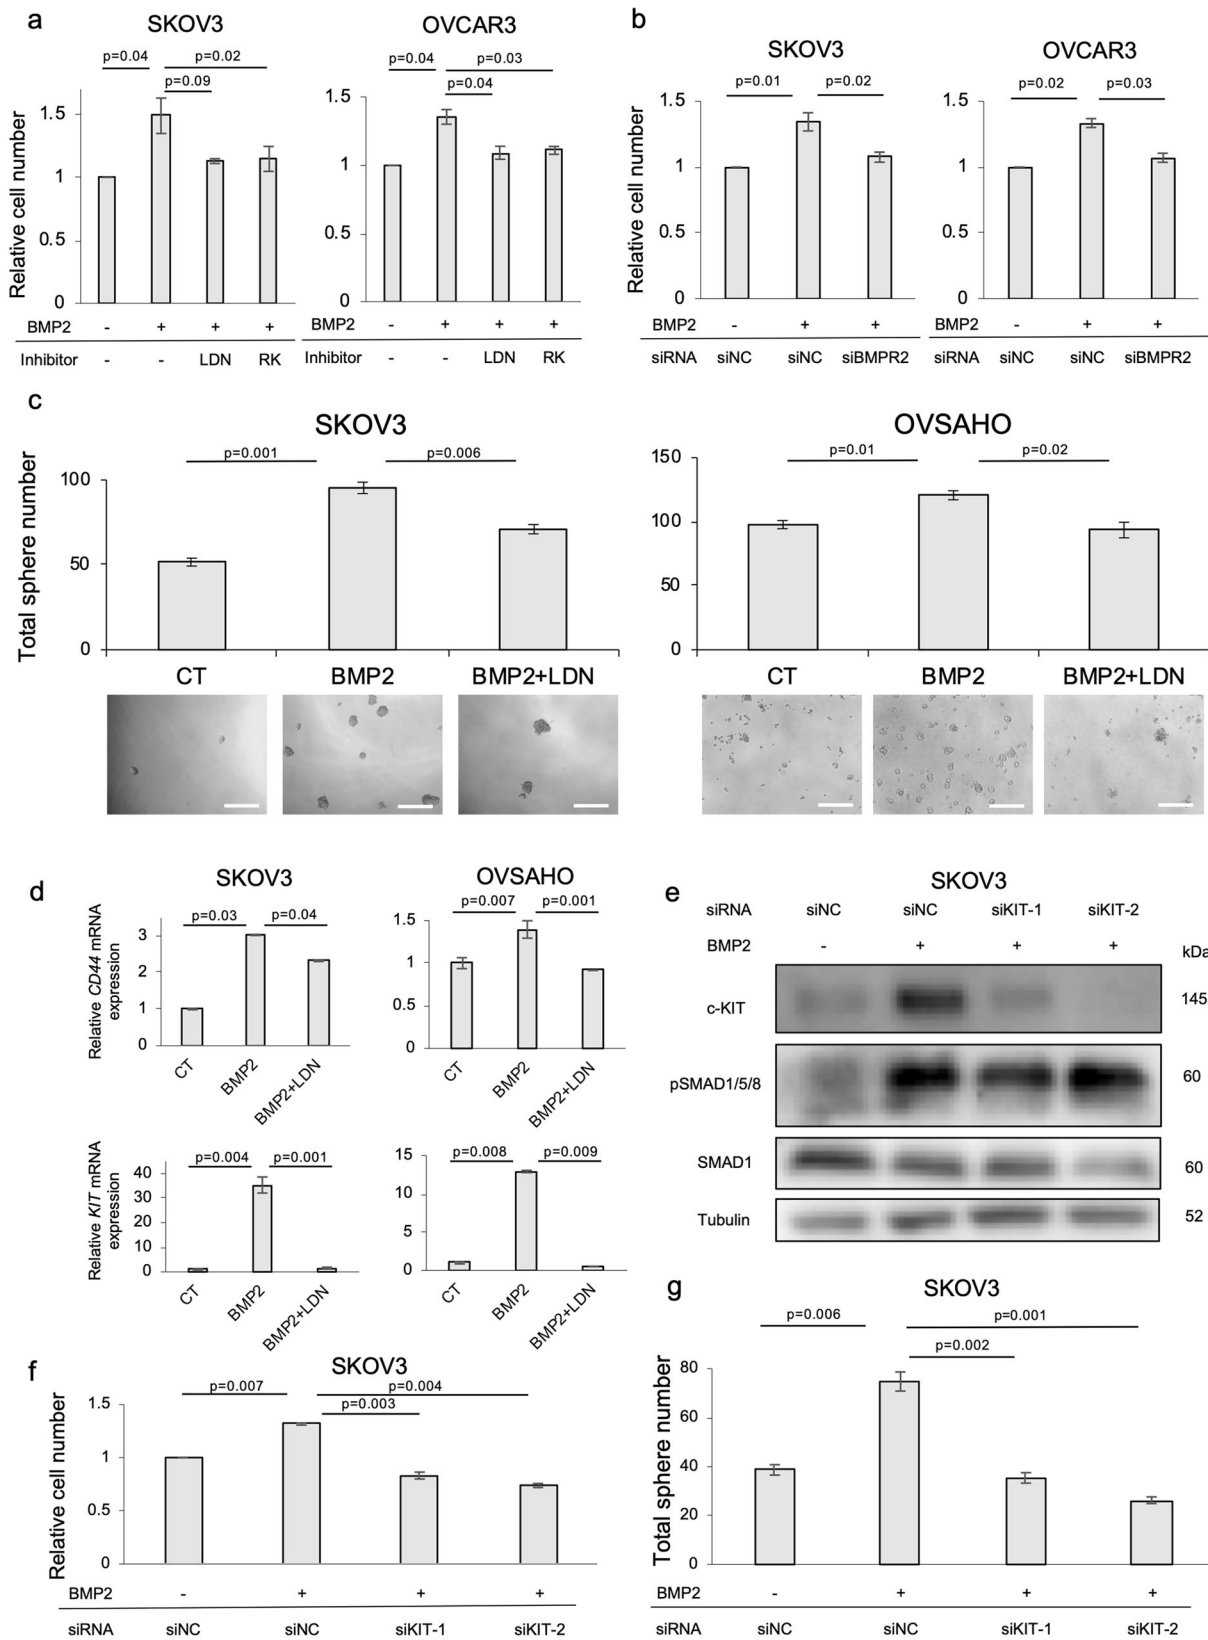 a
SKOV3
OVCAR3
p=0.04
p=0.02
p=0.09
p=0.04
p=0.03
p=0.04
Relative cell number
1.5
1
0.5
0
1.5
1
0.5
0
BMP2 - + + +
Inhibitor - - LDN RK
BMP2 - + + +
Inhibitor - - LDN RK
b
SKOV3
OVCAR3
p=0.01
p=0.02
p=0.02
p=0.03
Relative cell number
1.5
1
0.5
0
1.5
1
0.5
0
BMP2 - + +
siRNA siNC siNC siBMPR2
BMP2 - + +
siRNA siNC siNC siBMPR2
c
SKOV3
p=0.001
p=0.006
Total sphere number
100
50
0
CT BMP2 BMP2+LDN
OVSAHO
p=0.01
p=0.02
150
100
50
0
CT BMP2 BMP2+LDN
d
SKOV3
p=0.03
p=0.04
Relative CD44 mRNA
expression
3
2
1
0
CT
BMP2
BMP2+LDN
OVSAHO
p=0.007
p=0.001
1.5
1
0.5
0
CT
BMP2
BMP2+LDN
p=0.004
p=0.001
Relative KIT mRNA
expression
40
30
20
10
0
CT
BMP2
BMP2+LDN
p=0.008
p=0.009
15
10
5
0
CT
BMP2
BMP2+LDN
e
SKOV3
siRNA siNC siNC siKIT-1 siKIT-2
BMP2 - + + +
kDa
c-KIT 145
pSMAD1/5/8 60
SMAD1 60
Tubulin 52
f
SKOV3
p=0.007
p=0.004
p=0.003
Relative cell number
1.5
1
0.5
0
BMP2 - + + +
siRNA siNC siNC siKIT-1 siKIT-2
g
SKOV3
p=0.006
p=0.001
p=0.002
Total sphere number
80
60
40
20
0
BMP2 - + + +
siRNA siNC siNC siKIT-1 siKIT-2